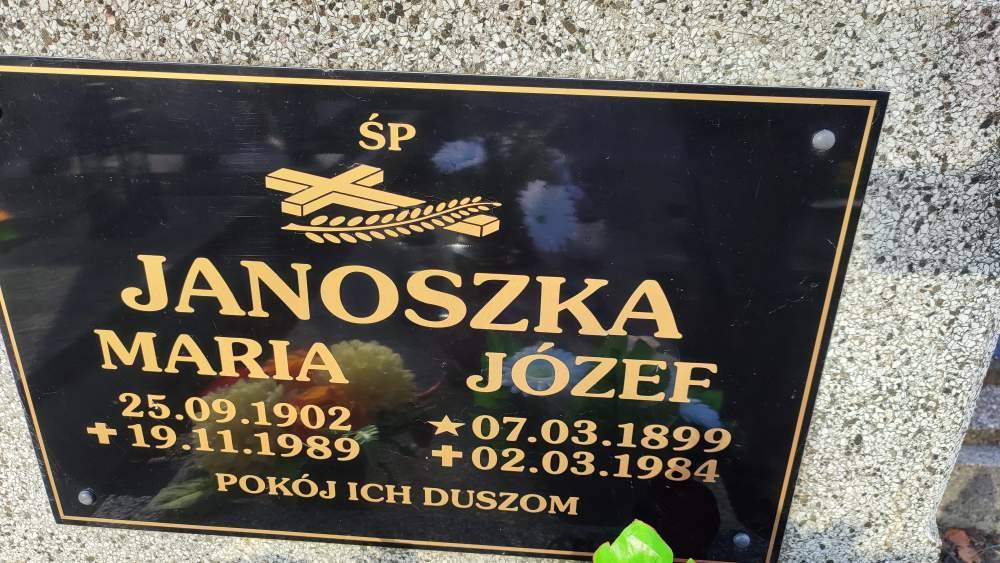 ŚP
JANOSZKA
MARIA JÓZEF
25.09.1902 ★ 07.03.1899
✝ 19.11.1989 ✝ 02.03.1984
POKÓJ ICH DUSZOM